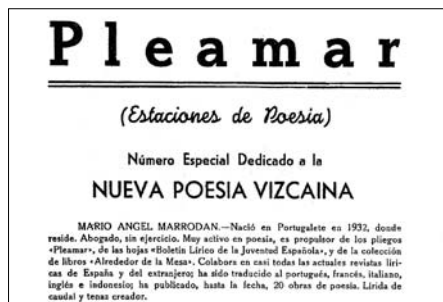 Pleamar
(Estaciones de Poesia)
Número Especial Dedicado a la
NUEVA POESIA VIZCAINA
MARIO ANGEL MARRODAN.—Nació en Portugalete en 1932, donde
reside. Abogado, sin ejercicio. Muy activo en poesía, es propulsor de los pliegos
«Pleamar», de las hojas «Boletín Lírico de la Juventud Española», y de la colección
de libros «Alrededor de la Mesa». Colabora en casi todas las actuales revistas líri-
cas de España y del extranjero; ha sido traducido al portugués, francés, italiano,
inglés e indonesio; ha publicado, hasta la fecha, 20 obras de poesía. Lírida de
caudal y tenaz creador.